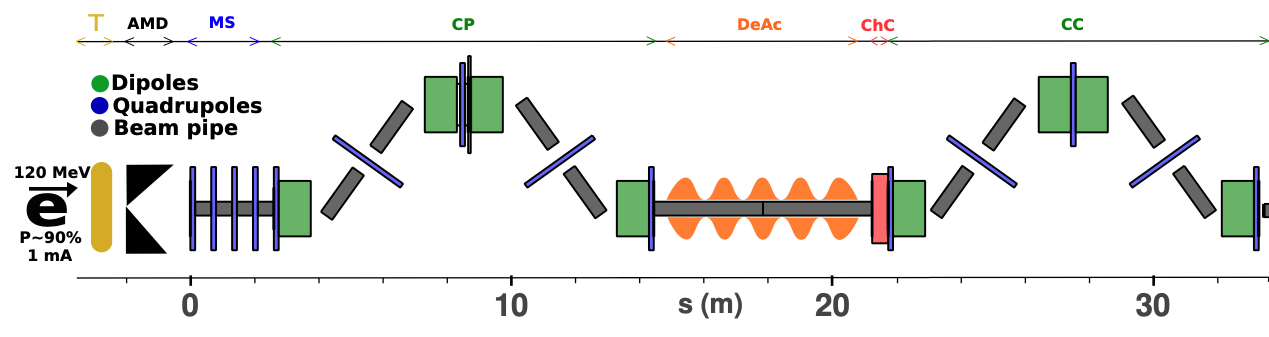 T AMD MS CP DeAc ChC CC
Dipoles
Quadrupoles
Beam pipe
120 MeV
e
P~90%
1 mA
0 10 s (m) 20 30